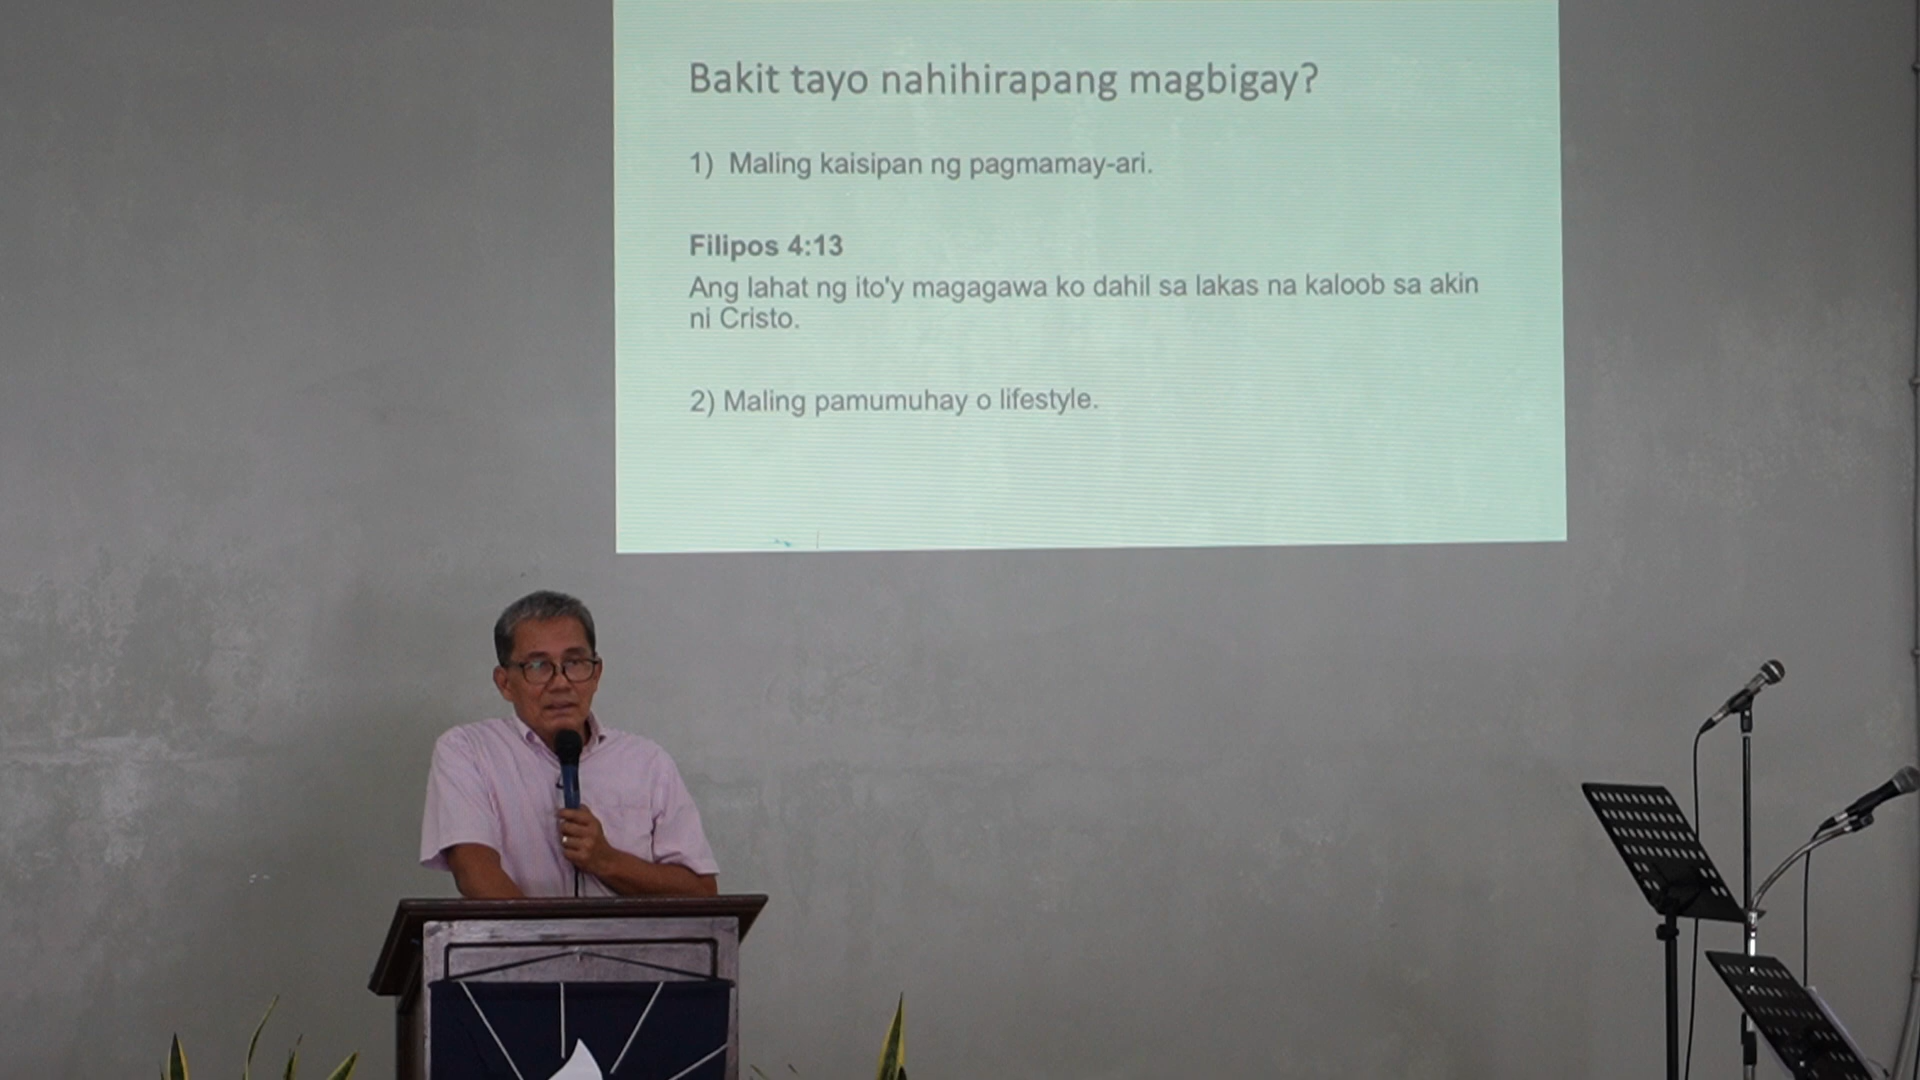 Bakit tayo nahihirapang magbigay?
1) Maling kaisipan ng pagmamay-ari.
Filipos 4:13
Ang lahat ng ito'y magagawa ko dahil sa lakas na kaloob sa akin
ni Cristo.
2) Maling pamumuhay o lifestyle.